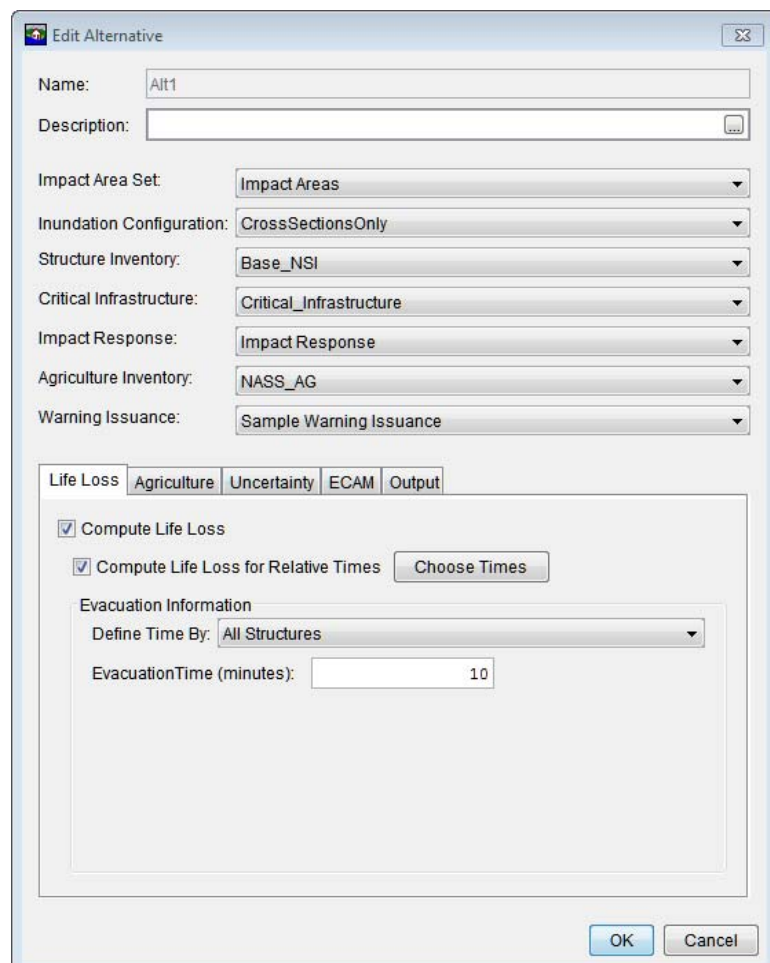 Edit Alternative
Name: Alt1
Description: ...
Impact Area Set: Impact Areas
Inundation Configuration: CrossSectionsOnly
Structure Inventory: Base_NSI
Critical Infrastructure: Critical_Infrastructure
Impact Response: Impact Response
Agriculture Inventory: NASS_AG
Warning Issuance: Sample Warning Issuance
Life Loss Agriculture Uncertainty ECAM Output
Compute Life Loss
Compute Life Loss for Relative Times Choose Times
Evacuation Information
Define Time By: All Structures
EvacuationTime (minutes): 10
OK Cancel